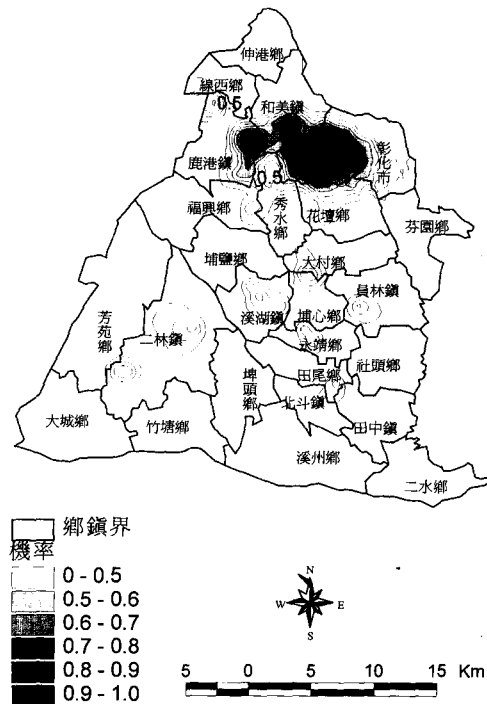 伸港鄉
線西鄉
0.5
和美鎮
鹿港鎮
彰化市
0.5
福興鄉
秀水鄉
花壇鄉
芬園鄉
埔鹽鄉
大村鄉
員林鎮
芳苑鄉
溪湖鎮
埔心鄉
二林鎮
永靖鄉
社頭鄉
埤頭鄉
田尾鄉
北斗鎮
大城鄉
竹塘鄉
田中鎮
溪州鄉
二水鄉
鄉鎮界
機率
0 - 0.5
0.5 - 0.6
0.6 - 0.7
0.7 - 0.8
0.8 - 0.9
0.9 - 1.0
N
W E
S
5 0 5 10 15 Km